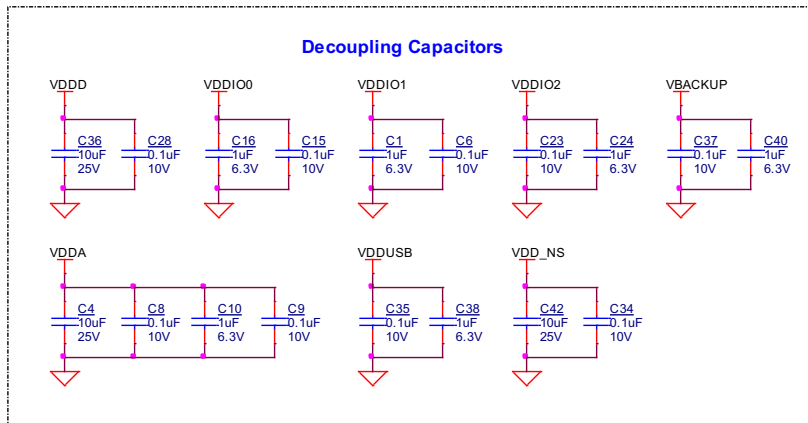 Decoupling Capacitors
VDDD
VDDIO0
VDDIO1
VDDIO2
VBACKUP
C36
10uF
25V
C28
0.1uF
10V
C16
1uF
6.3V
C15
0.1uF
10V
C1
1uF
6.3V
C6
0.1uF
10V
C23
0.1uF
10V
C24
1uF
6.3V
C37
0.1uF
10V
C40
1uF
6.3V
VDDA
VDDUSB
VDD_NS
C4
10uF
25V
C8
0.1uF
10V
C10
1uF
6.3V
C9
0.1uF
10V
C35
0.1uF
10V
C38
1uF
6.3V
C42
10uF
25V
C34
0.1uF
10V